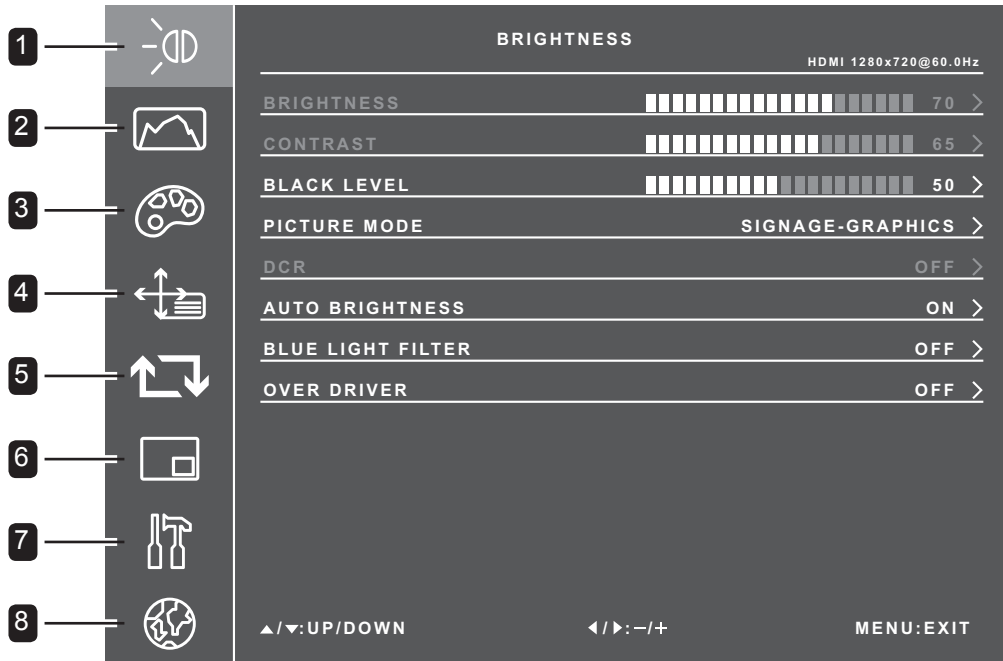 1
2
3
4
5
6
7
8
BRIGHTNESS
HDMI 1280x720@60.0Hz
BRIGHTNESS 70 >
CONTRAST 65 >
BLACK LEVEL 50 >
PICTURE MODE SIGNAGE-GRAPHICS >
DCR OFF >
AUTO BRIGHTNESS ON >
BLUE LIGHT FILTER OFF >
OVER DRIVER OFF >
▲/▼:UP/DOWN ◀/▶:−/+ MENU:EXIT